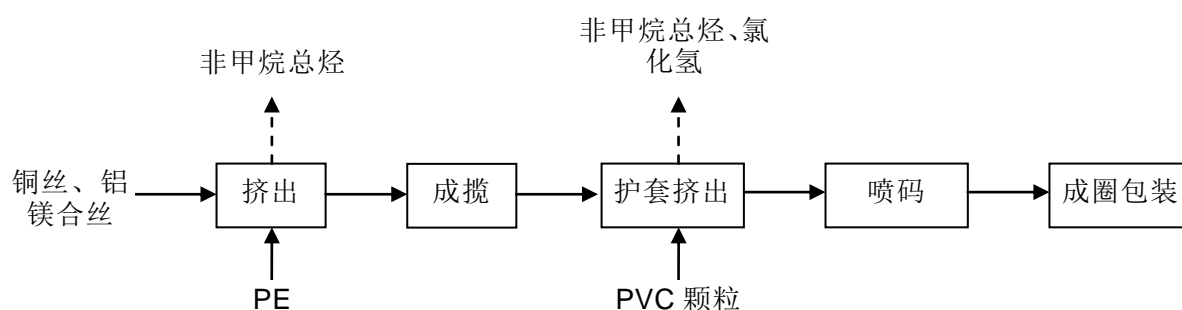 非甲烷总烃
非甲烷总烃、氯
化氢
铜丝、铝
镁合丝
挤出
成揽
护套挤出
喷码
成圈包装
PE
PVC 颗粒